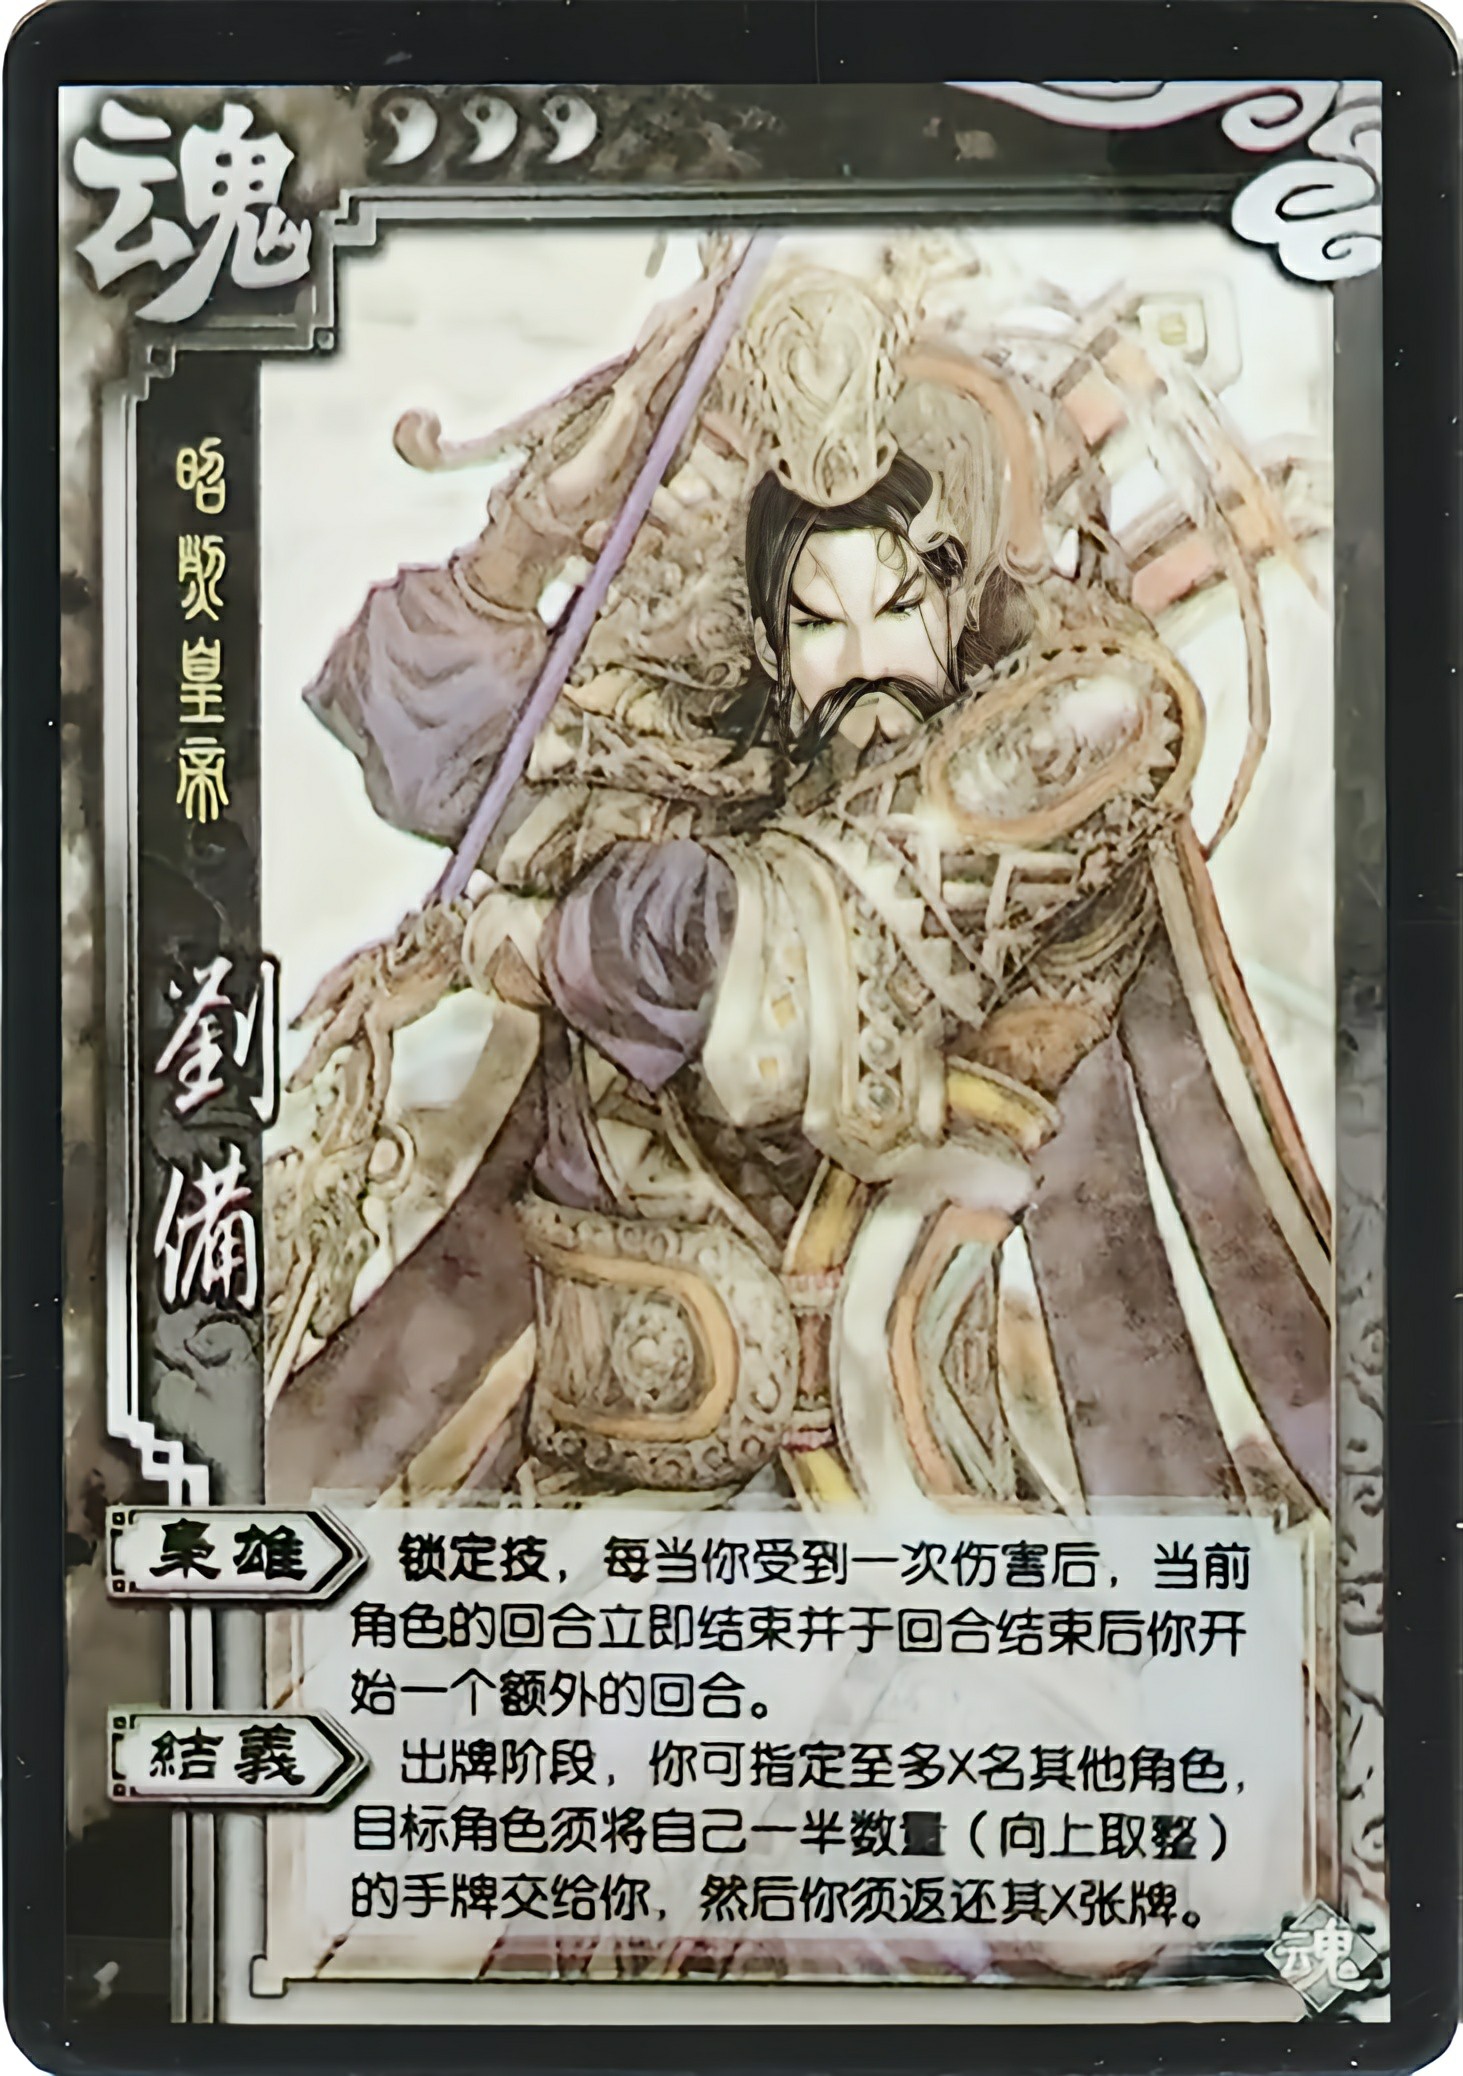 魂
昭烈皇帝
劉備
梟雄
锁定技，每当你受到一次伤害后，当前
角色的回合立即结束并于回合结束后你开
始一个额外的回合。
結義
出牌阶段，你可指定至多X名其他角色，
目标角色须将自己一半数量（向上取整）
的手牌交给你，然后你须返还其X张牌。
魂